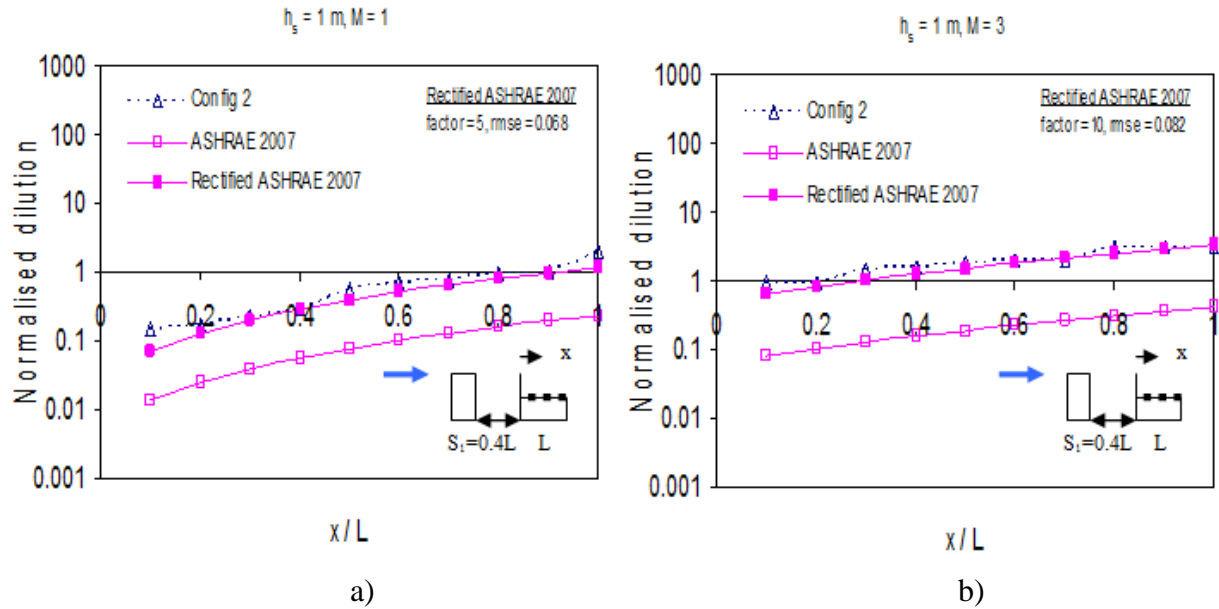 h_s = 1 m, M = 1
1000
100
10
1
0.1
0.01
0.001
Normalised dilution
Config 2
ASHRAE 2007
Rectified ASHRAE 2007
Rectified ASHRAE 2007
factor = 5, rmse = 0.068
0 0.2 0.4 0.6 0.8 1
x
S₁=0.4L L
x / L
a)
h_s = 1 m, M = 3
1000
100
10
1
0.1
0.01
0.001
Normalised dilution
Config 2
ASHRAE 2007
Rectified ASHRAE 2007
Rectified ASHRAE 2007
factor = 10, rmse = 0.082
0 0.2 0.4 0.6 0.8 1
x
S₁=0.4L L
x / L
b)